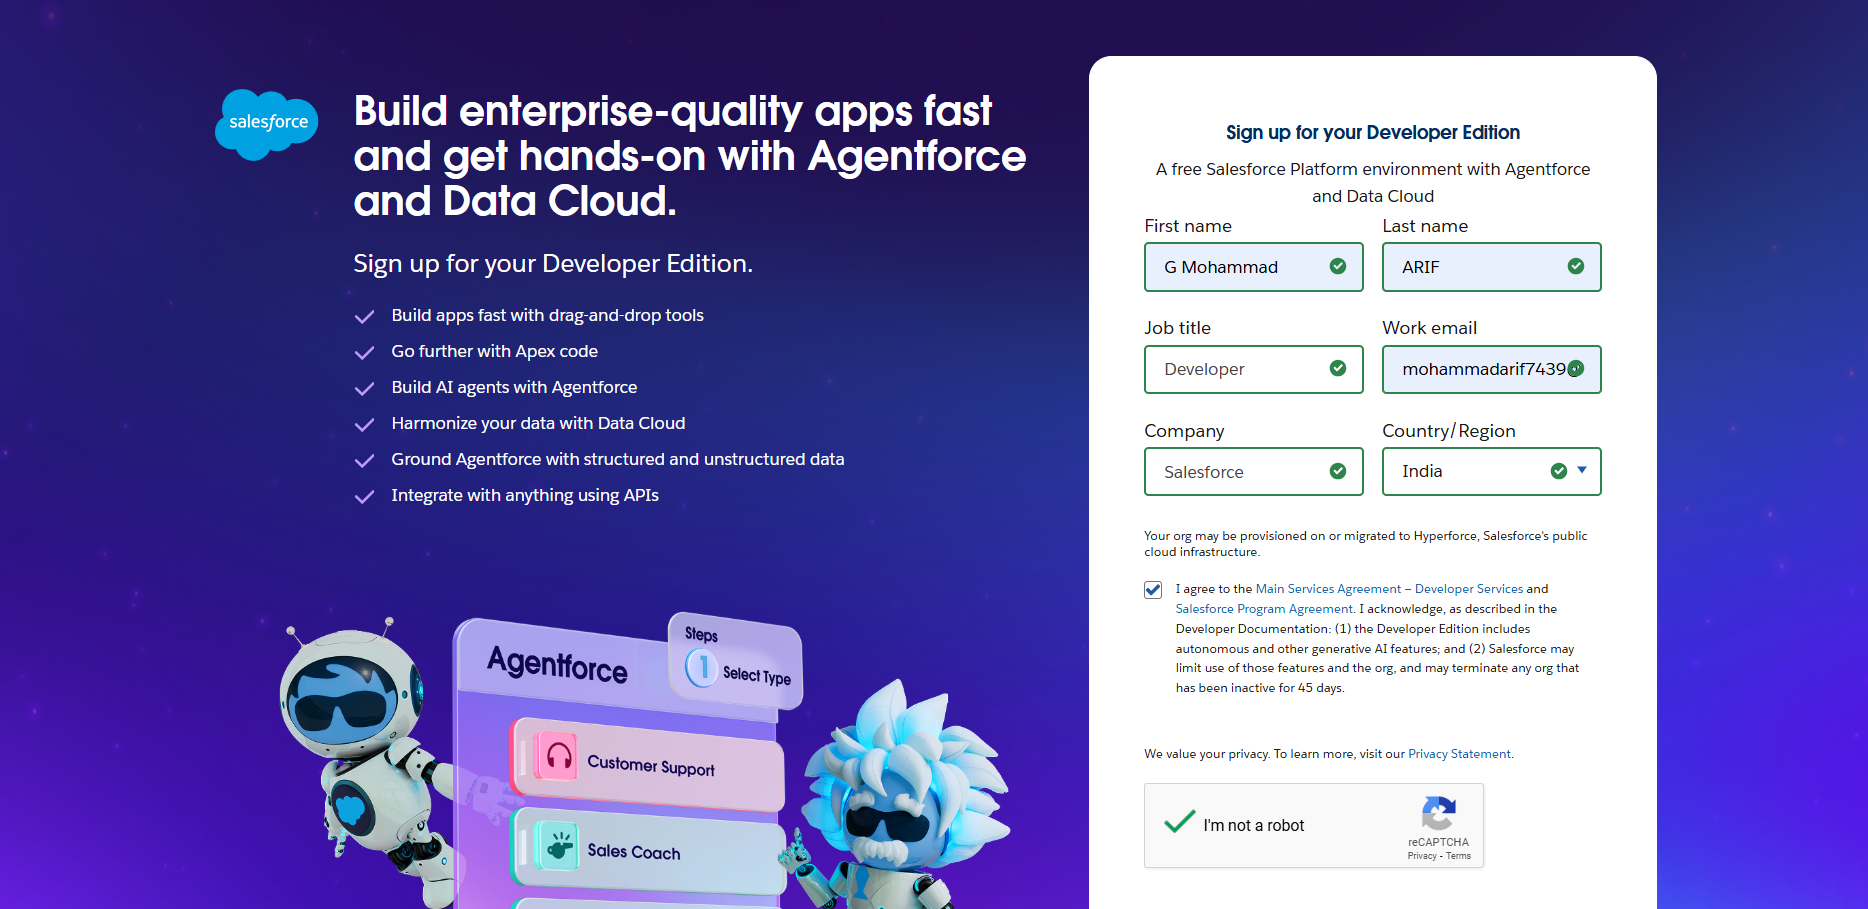 salesforce
Build enterprise-quality apps fast
and get hands-on with Agentforce
and Data Cloud.
Sign up for your Developer Edition.
Build apps fast with drag-and-drop tools
Go further with Apex code
Build AI agents with Agentforce
Harmonize your data with Data Cloud
Ground Agentforce with structured and unstructured data
Integrate with anything using APIs
Agentforce
Steps
1 Select Type
Customer Support
Sales Coach
Sign up for your Developer Edition
A free Salesforce Platform environment with Agentforce
and Data Cloud
First name Last name
G Mohammad ARIF
Job title Work email
Developer mohammadarif7439
Company Country/Region
Salesforce India
Your org may be provisioned on or migrated to Hyperforce, Salesforce's public
cloud infrastructure.
I agree to the Main Services Agreement – Developer Services and
Salesforce Program Agreement. I acknowledge, as described in the
Developer Documentation: (1) the Developer Edition includes
autonomous and other generative AI features; and (2) Salesforce may
limit use of those features and the org, and may terminate any org that
has been inactive for 45 days.
We value your privacy. To learn more, visit our Privacy Statement.
I'm not a robot
reCAPTCHA
Privacy - Terms